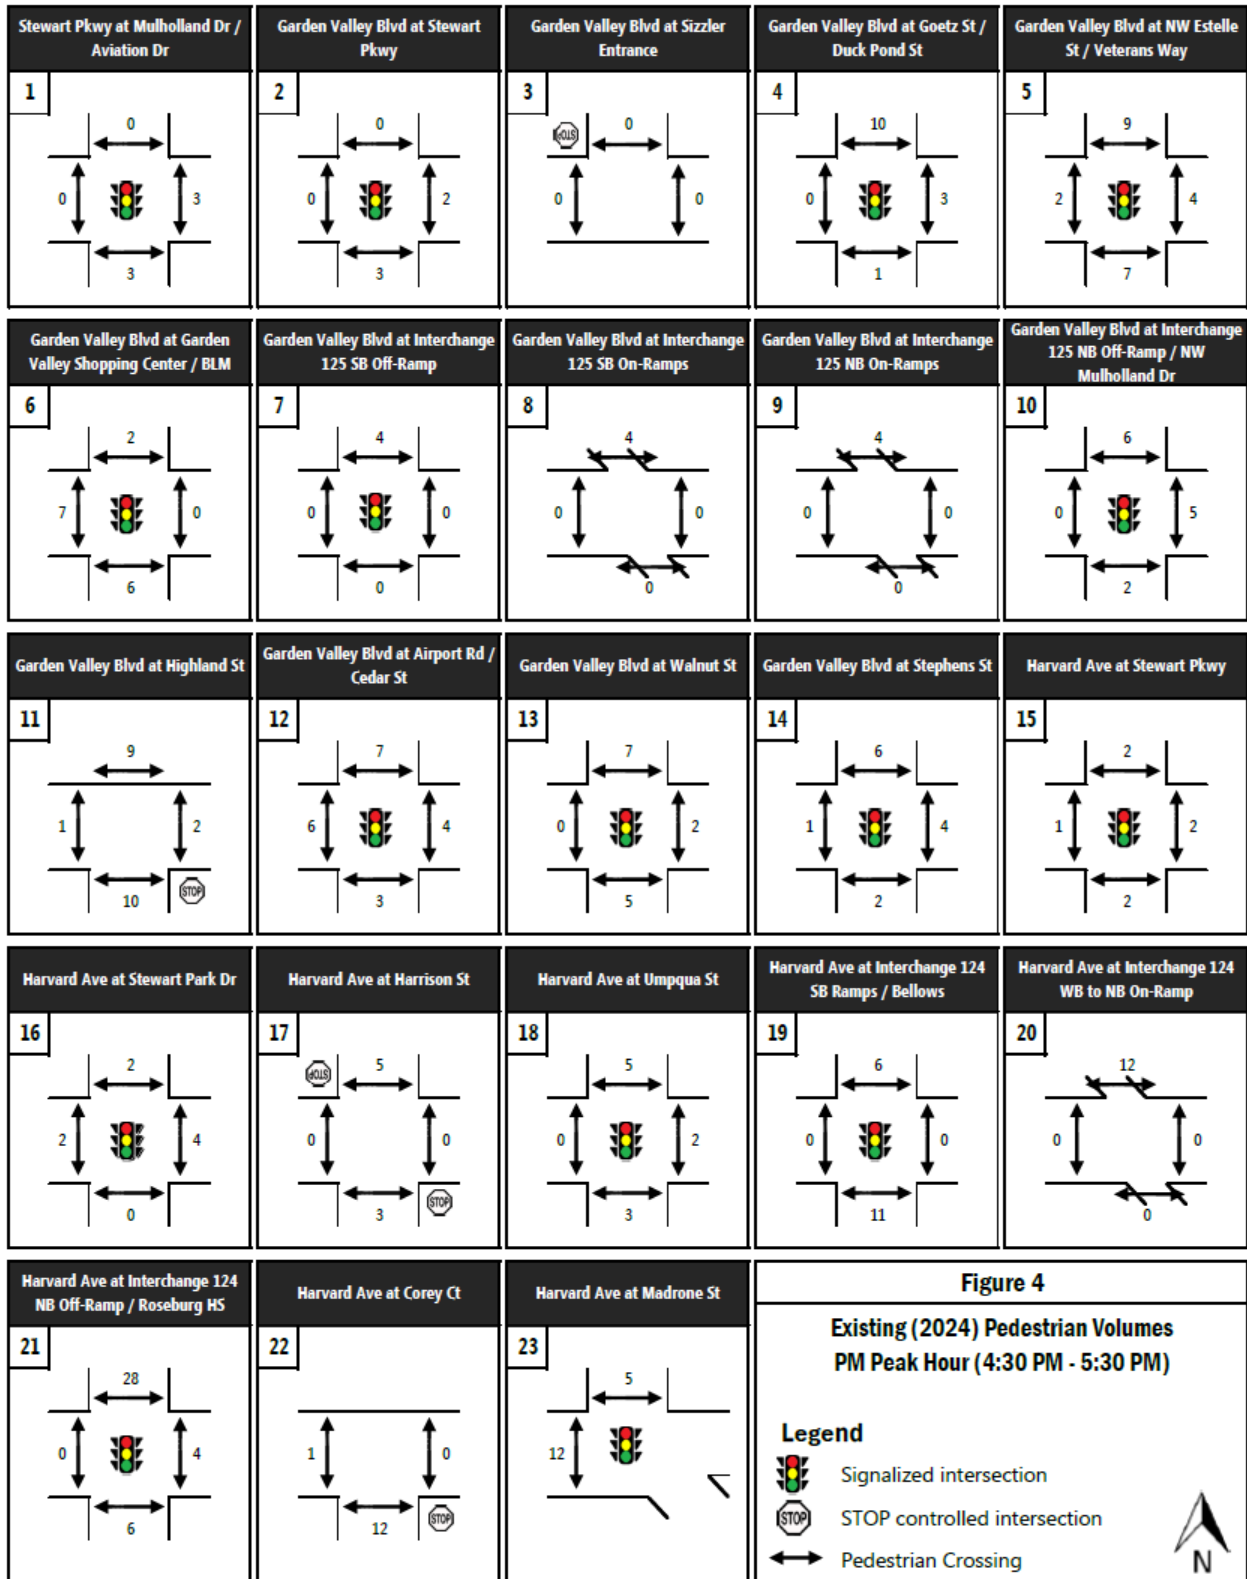 Stewart Pkwy at Mulholland Dr /
Aviation Dr
1
0
0
3
3
Garden Valley Blvd at Stewart
Pkwy
2
0
0
2
3
Garden Valley Blvd at Sizzler
Entrance
3
STOP
0
0
0
Garden Valley Blvd at Goetz St /
Duck Pond St
4
10
0
3
1
Garden Valley Blvd at NW Estelle
St / Veterans Way
5
9
2
4
7
Garden Valley Blvd at Garden
Valley Shopping Center / BLM
6
2
7
0
6
Garden Valley Blvd at Interchange
125 SB Off-Ramp
7
4
0
0
0
Garden Valley Blvd at Interchange
125 SB On-Ramps
8
4
0
0
0
Garden Valley Blvd at Interchange
125 NB On-Ramps
9
4
0
0
0
Garden Valley Blvd at Interchange
125 NB Off-Ramp / NW
Mulholland Dr
10
6
0
5
2
Garden Valley Blvd at Highland St
11
9
1
2
10
STOP
Garden Valley Blvd at Airport Rd /
Cedar St
12
7
6
4
3
Garden Valley Blvd at Walnut St
13
7
0
2
5
Garden Valley Blvd at Stephens St
14
6
1
4
2
Harvard Ave at Stewart Pkwy
15
2
1
2
2
Harvard Ave at Stewart Park Dr
16
2
2
4
0
Harvard Ave at Harrison St
17
STOP
5
0
0
3
STOP
Harvard Ave at Umpqua St
18
5
0
2
3
Harvard Ave at Interchange 124
SB Ramps / Bellows
19
6
0
0
11
Harvard Ave at Interchange 124
WB to NB On-Ramp
20
12
0
0
0
Harvard Ave at Interchange 124
NB Off-Ramp / Roseburg HS
21
28
0
4
6
Harvard Ave at Corey Ct
22
1
0
12
STOP
Harvard Ave at Madrone St
23
5
12
Figure 4
Existing (2024) Pedestrian Volumes
PM Peak Hour (4:30 PM - 5:30 PM)
Legend
Signalized intersection
STOP
STOP controlled intersection
Pedestrian Crossing
N